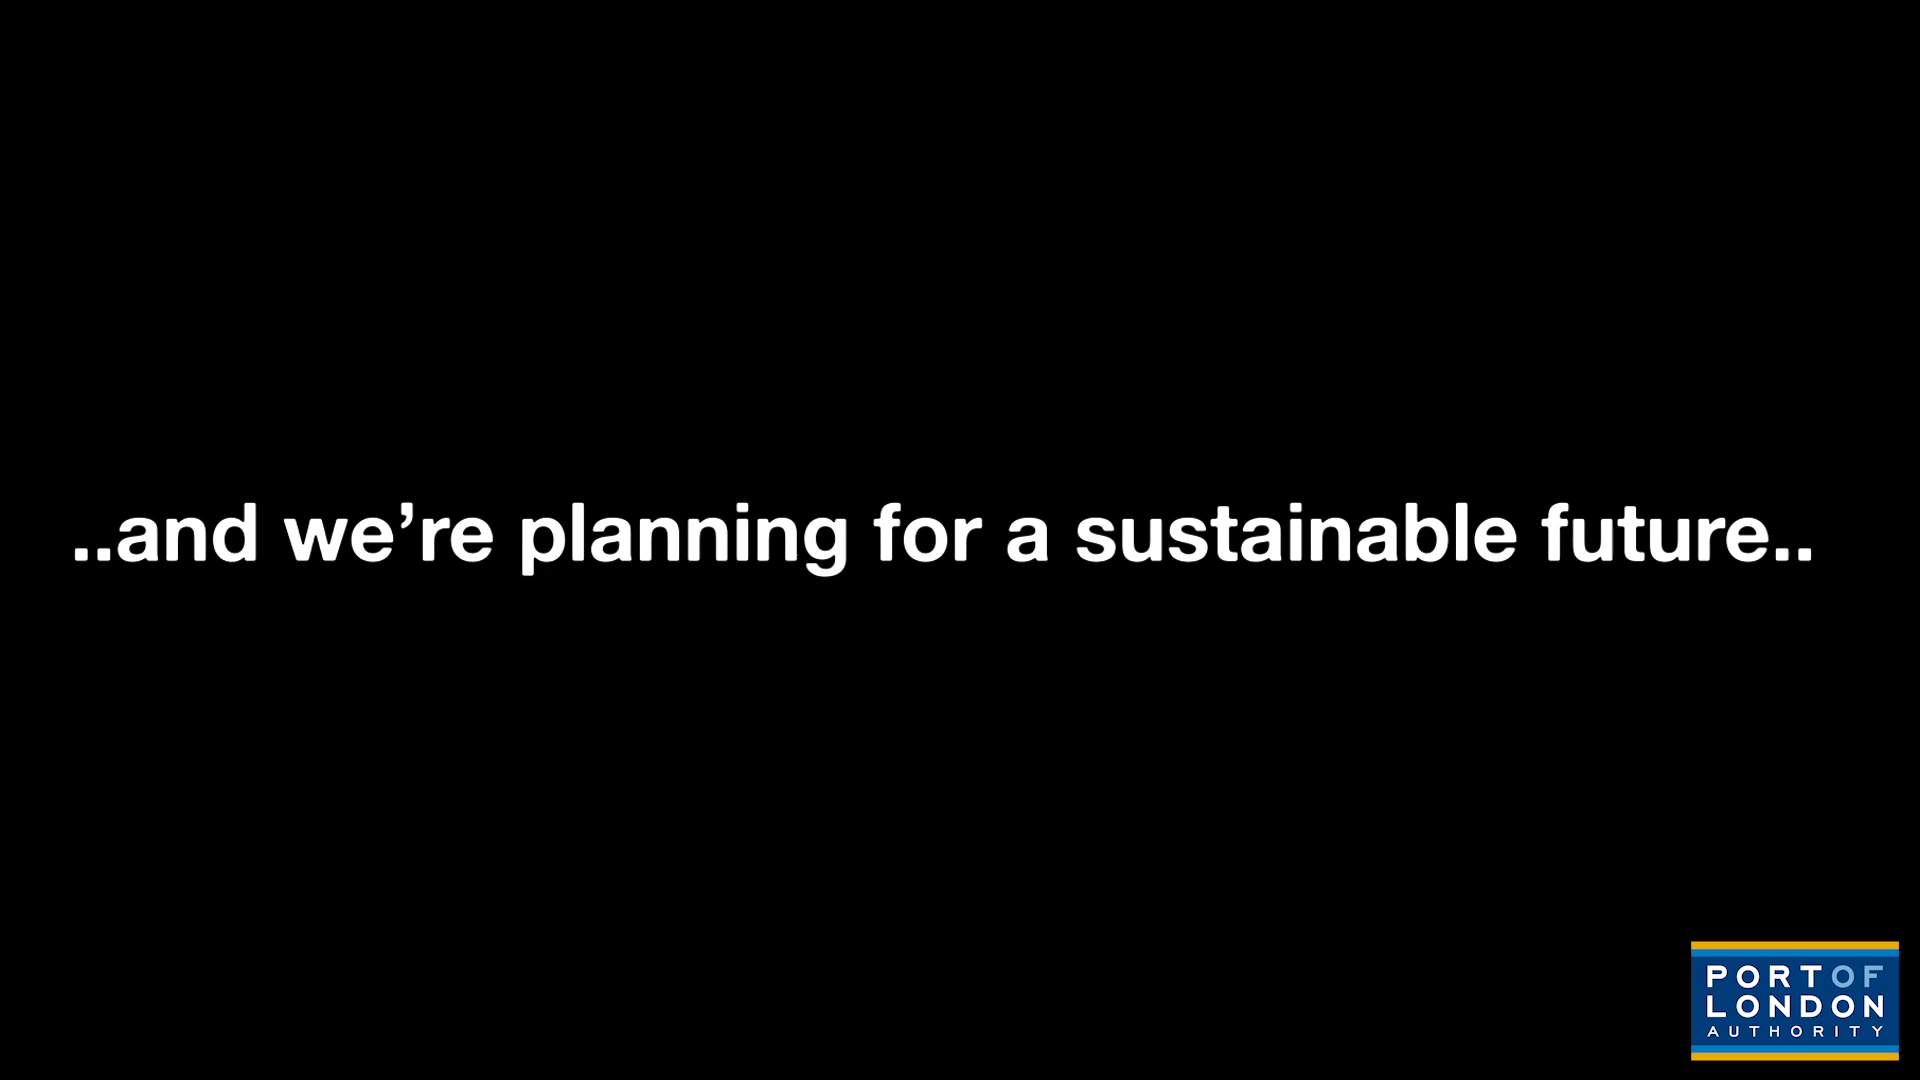 ..and we’re planning for a sustainable future..
PORT OF
LONDON
AUTHORITY